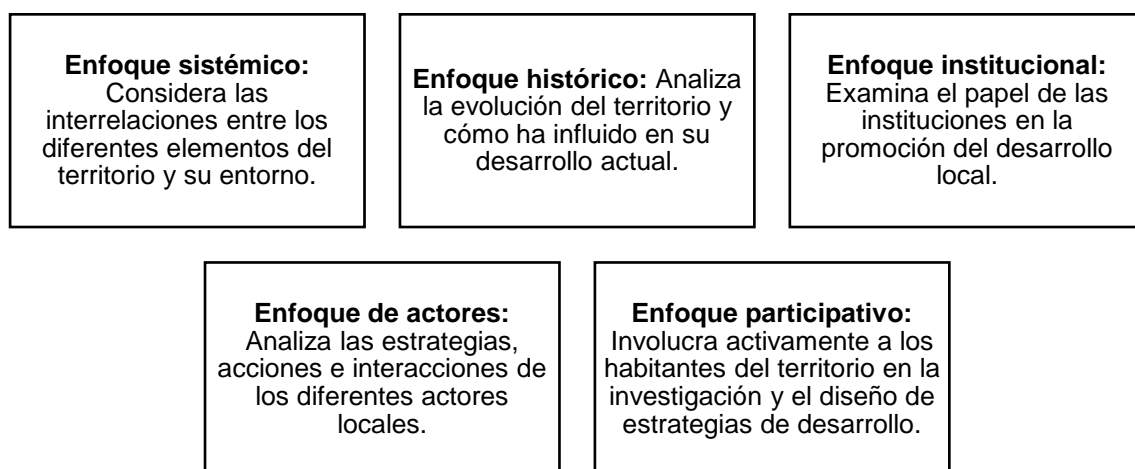 Enfoque sistémico:
Considera las
interrelaciones entre los
diferentes elementos del
territorio y su entorno.
Enfoque histórico: Analiza
la evolución del territorio y
cómo ha influido en su
desarrollo actual.
Enfoque institucional:
Examina el papel de las
instituciones en la
promoción del desarrollo
local.
Enfoque de actores:
Analiza las estrategias,
acciones e interacciones de
los diferentes actores
locales.
Enfoque participativo:
Involucra activamente a los
habitantes del territorio en la
investigación y el diseño de
estrategias de desarrollo.